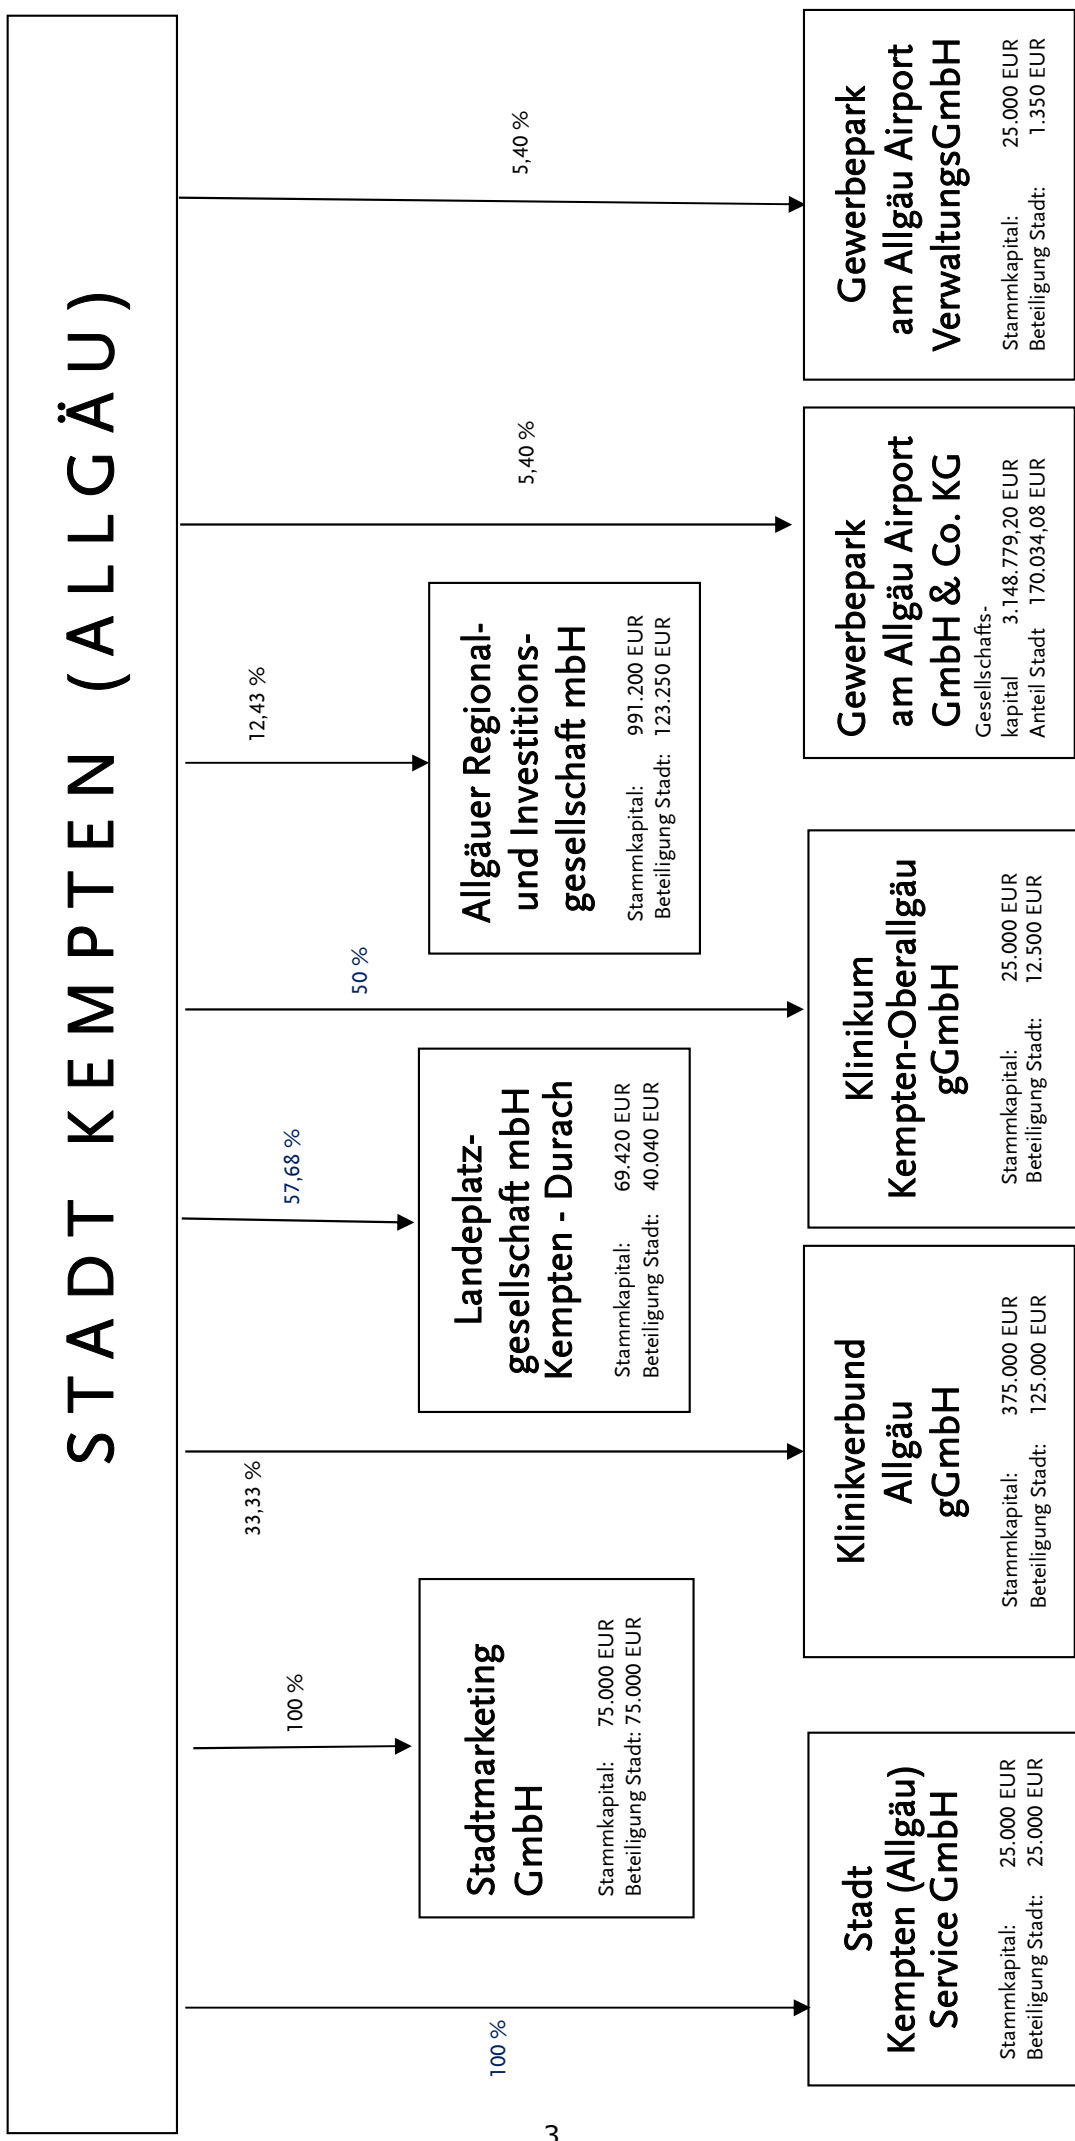 STADT KEMPTEN (ALLGÄU)
100 %
100 %
33,33 %
57,68 %
50 %
12,43 %
5,40 %
5,40 %
Stadtmarketing
GmbH
Stammkapital: 75.000 EUR
Beteiligung Stadt: 75.000 EUR
Landeplatz-
gesellschaft mbH
Kempten - Durach
Stammkapital: 69.420 EUR
Beteiligung Stadt: 40.040 EUR
Allgäuer Regional-
und Investitions-
gesellschaft mbH
Stammkapital: 991.200 EUR
Beteiligung Stadt: 123.250 EUR
Stadt
Kempten (Allgäu)
Service GmbH
Stammkapital: 25.000 EUR
Beteiligung Stadt: 25.000 EUR
Klinikverbund
Allgäu
gGmbH
Stammkapital: 375.000 EUR
Beteiligung Stadt: 125.000 EUR
Klinikum
Kempten-Oberallgäu
gGmbH
Stammkapital: 25.000 EUR
Beteiligung Stadt: 12.500 EUR
Gewerbepark
am Allgäu Airport
GmbH & Co. KG
Gesellschafts-
kapital 3.148.779,20 EUR
Anteil Stadt 170.034,08 EUR
Gewerbepark
am Allgäu Airport
VerwaltungsGmbH
Stammkapital: 25.000 EUR
Beteiligung Stadt: 1.350 EUR
3